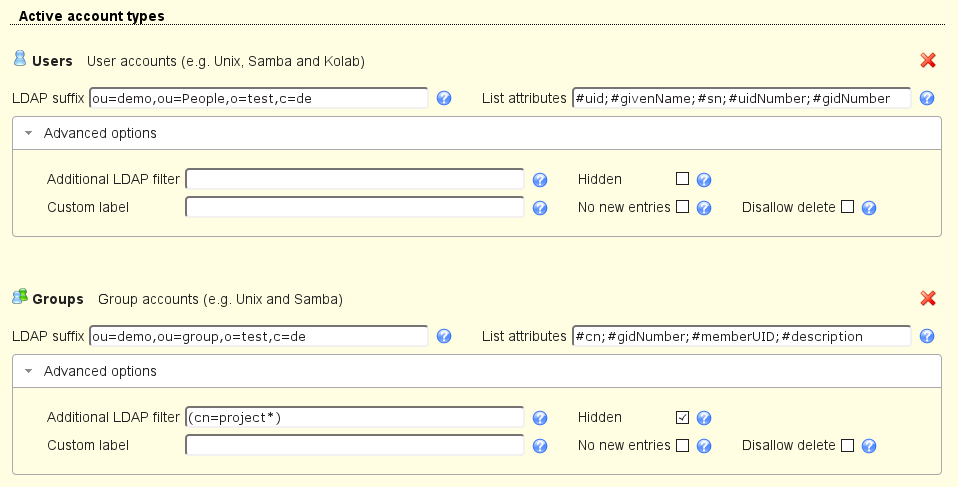 Active account types
Users User accounts (e.g. Unix, Samba and Kolab)
LDAP suffix ou=demo,ou=People,o=test,c=de List attributes #uid;#givenName;#sn;#uidNumber;#gidNumber
Advanced options
Additional LDAP filter Hidden
Custom label No new entries Disallow delete
Groups Group accounts (e.g. Unix and Samba)
LDAP suffix ou=demo,ou=group,o=test,c=de List attributes #cn;#gidNumber;#memberUID;#description
Advanced options
Additional LDAP filter (cn=project*) Hidden
Custom label No new entries Disallow delete